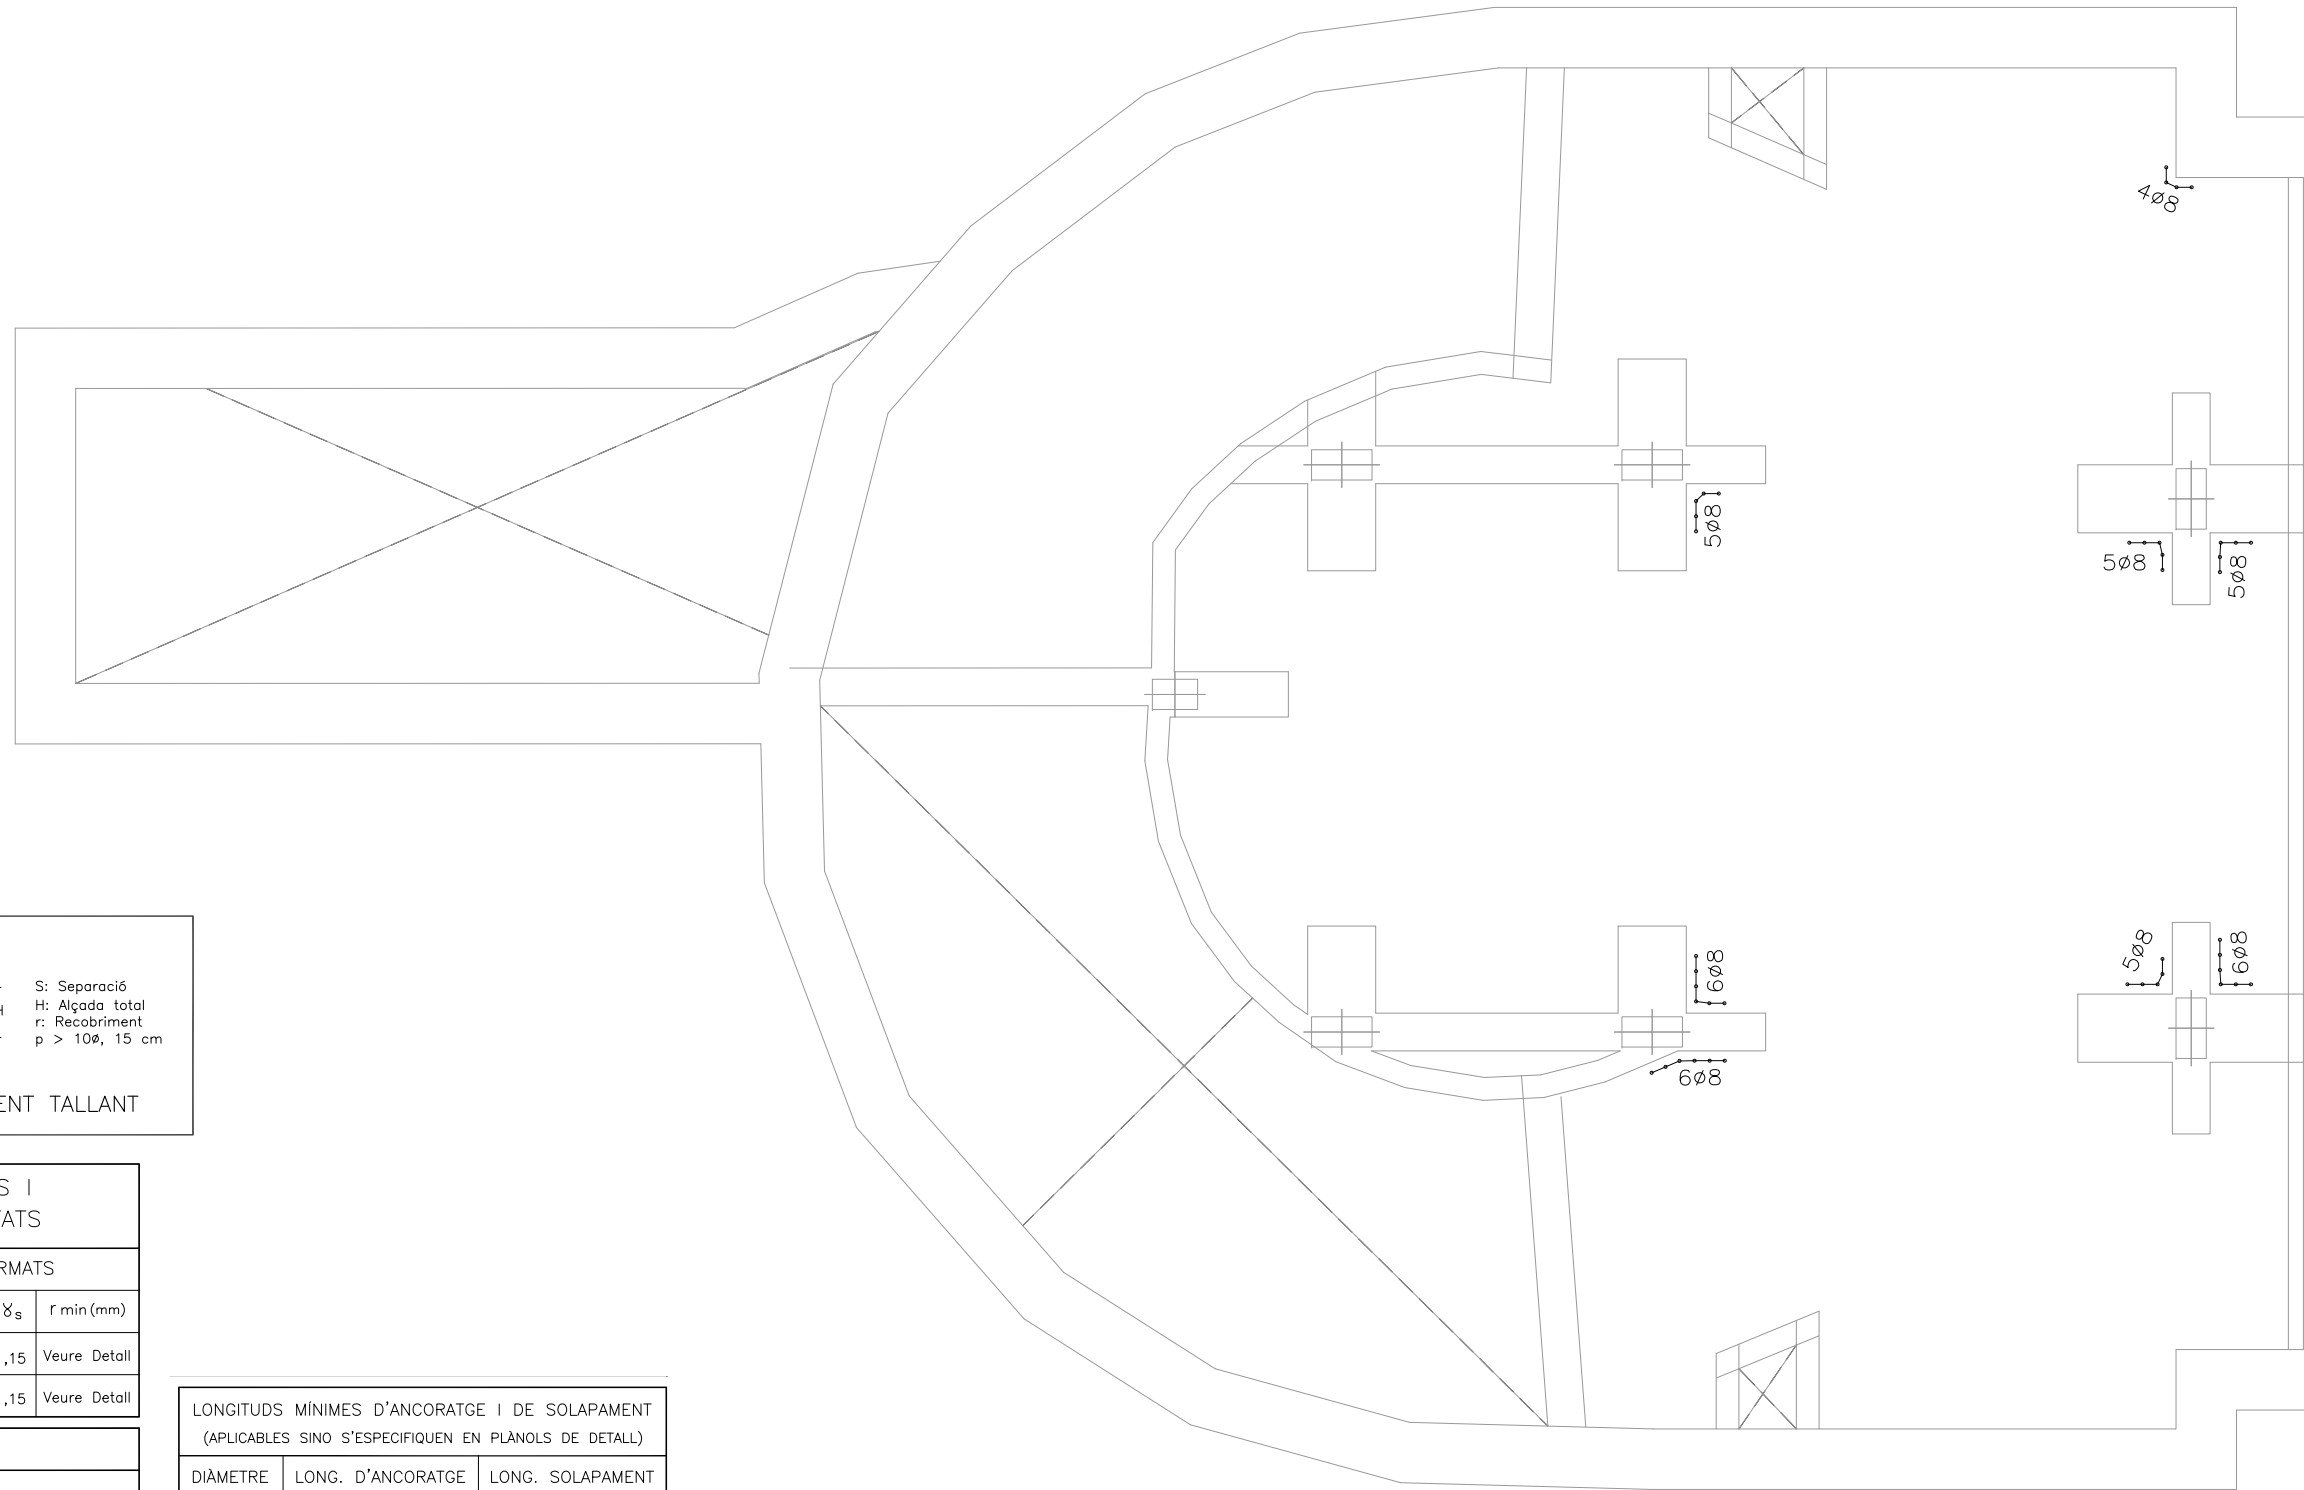 4ø8
5ø8
5ø8
5ø8
5ø8
6ø8
6ø8
6ø8
S: Separació
H: Alçada total
r: Recobriment
p > 10ø, 15 cm
TALLANT
S I
RMATS
γs
r min (mm)
,15
Veure Detall
,15
Veure Detall
LONGITUDS MÍNIMES D'ANCORATGE I DE SOLAPAMENT
(APLICABLES SINO S'ESPECIFIQUEN EN PLÀNOLS DE DETALL)
DIÀMETRE
LONG. D'ANCORATGE
LONG. SOLAPAMENT